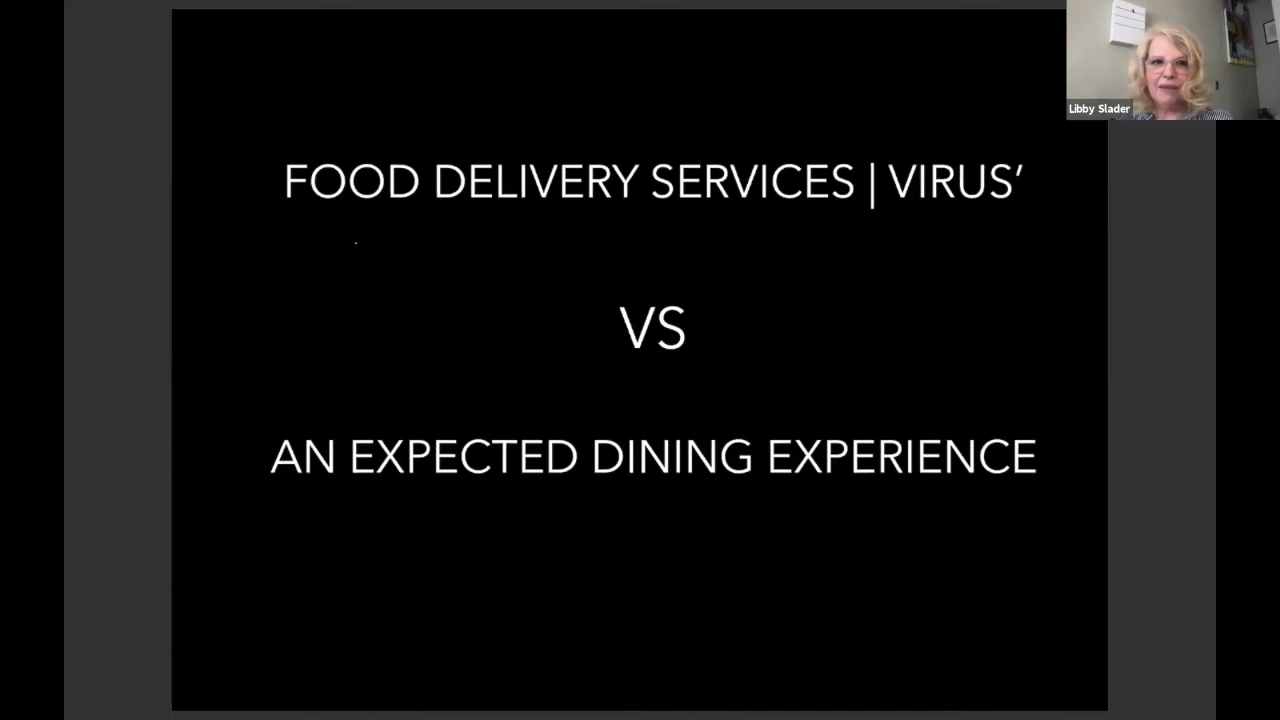 FOOD DELIVERY SERVICES | VIRUS’
VS
AN EXPECTED DINING EXPERIENCE
Libby Slader